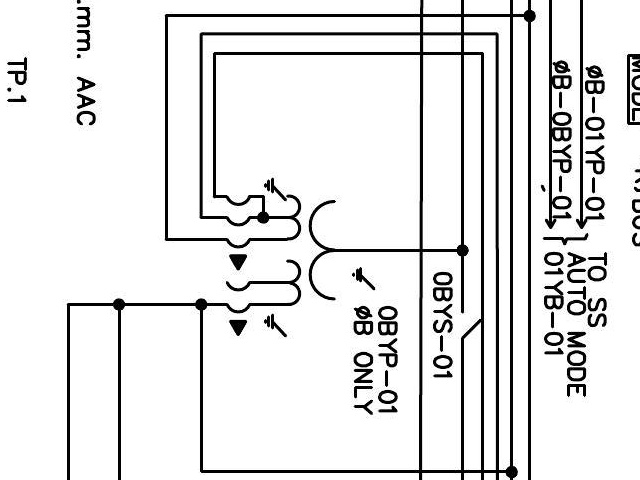 .mm. AAC
TP.1
ØB-01YP-01
ØB-0BYP-01
TO SS
AUTO MODE
01YB-01
0BYS-01
0BYP-01
ØB ONLY